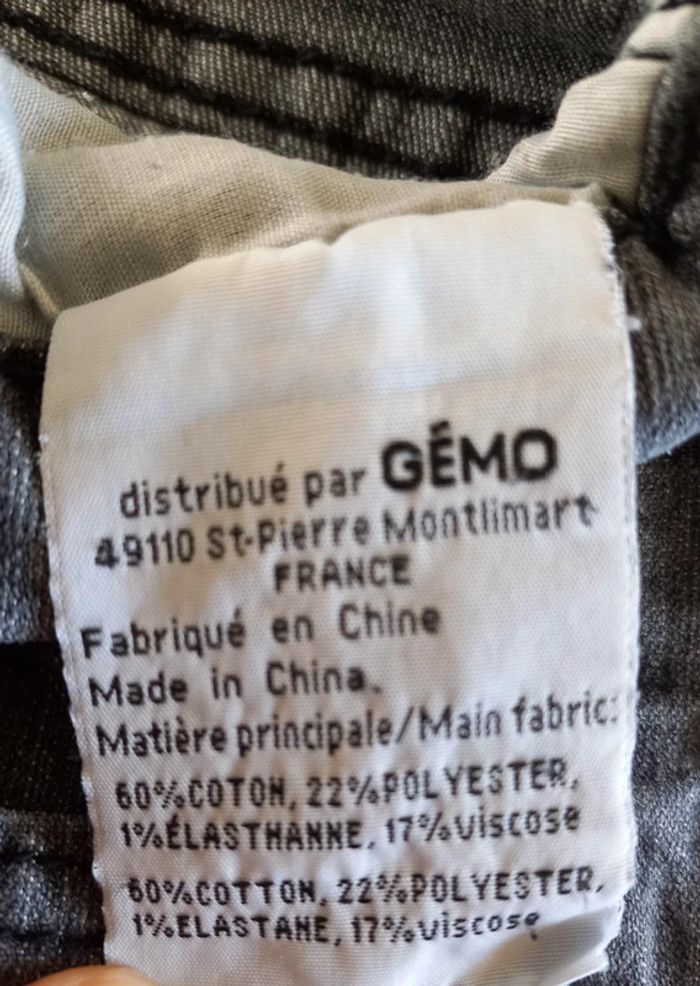 distribué par GÉMO
49110 St-Pierre Montlimart
FRANCE
Fabriqué en Chine
Made in China.
Matière principale/Main fabric:
60%COTON, 22%POLYESTER,
1%ÉLASTHANNE, 17%viscose
60%COTTON, 22%POLYESTER,
1%ELASTANE, 17%viscose